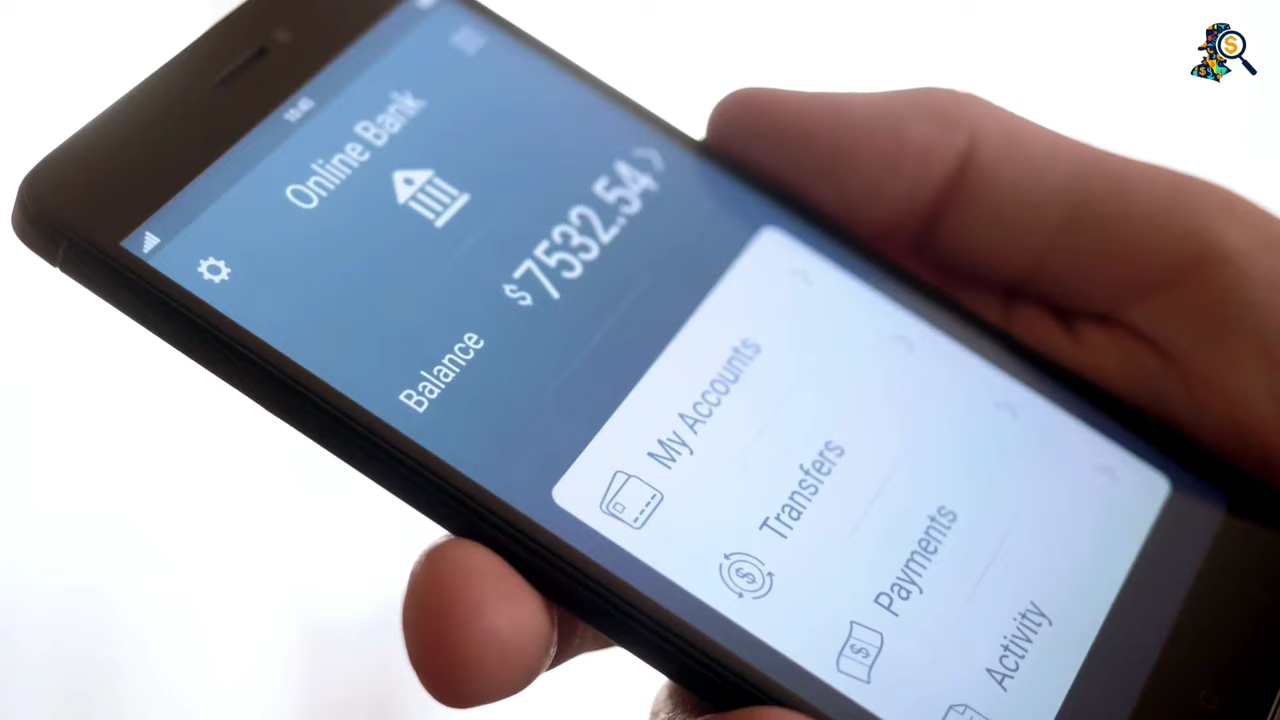 Online Bank
Balance
$7532.54
My Accounts
Transfers
Payments
Activity